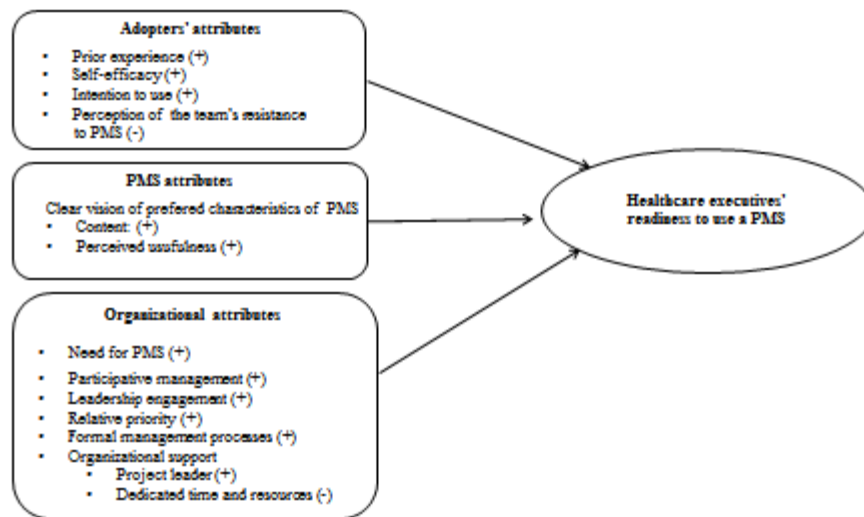 Adopters' attributes
• Prior experience (+)
• Self-efficacy (+)
• Intention to use (+)
• Perception of the team's resistance
to PMS (-)
PMS attributes
Clear vision of prefered characteristics of PMS
• Content: (+)
• Perceived usufulness (+)
Healthcare executives'
readiness to use a PMS
Organizational attributes
• Need for PMS (+)
• Participative management (+)
• Leadership engagement (+)
• Relative priority (+)
• Formal management processes (+)
• Organizational support
• Project leader (+)
• Dedicated time and resources (-)